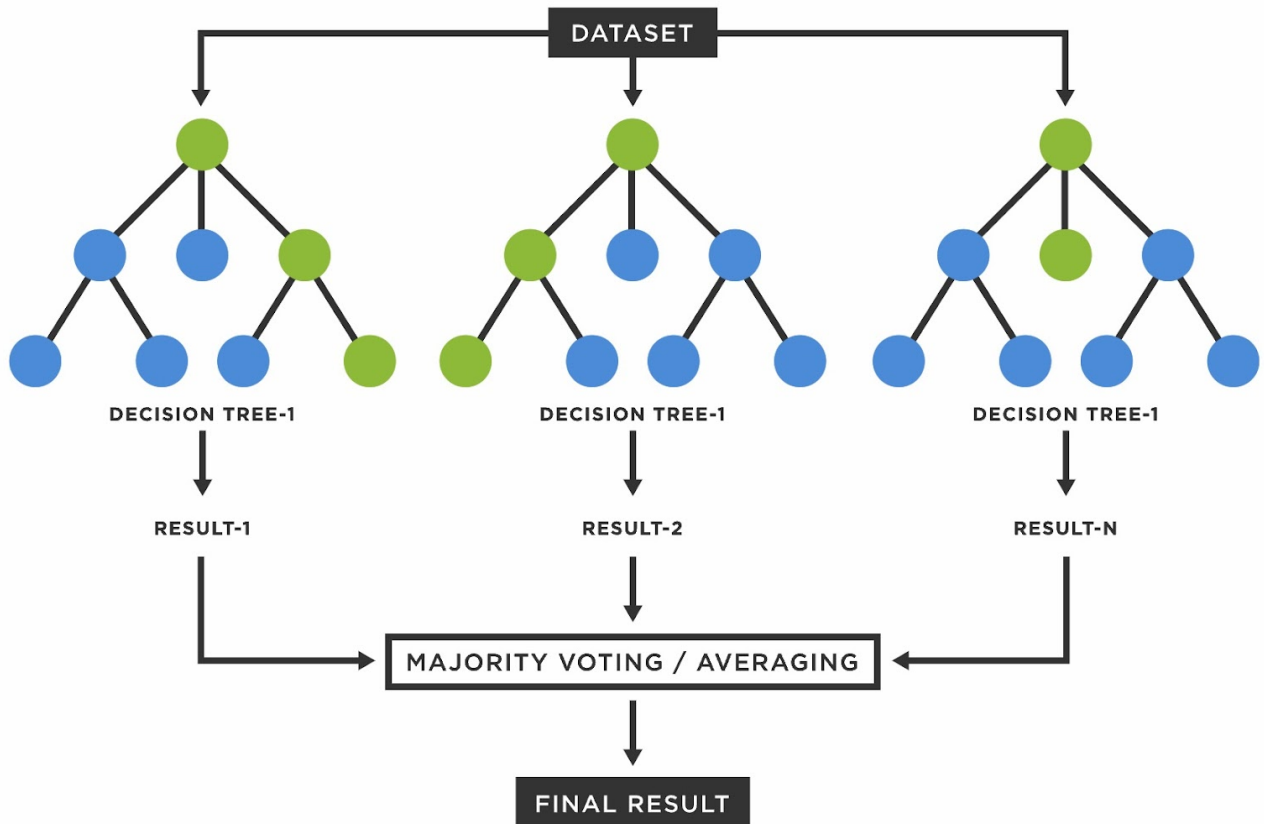 DATASET
DECISION TREE-1
DECISION TREE-1
DECISION TREE-1
RESULT-1
RESULT-2
RESULT-N
MAJORITY VOTING / AVERAGING
FINAL RESULT